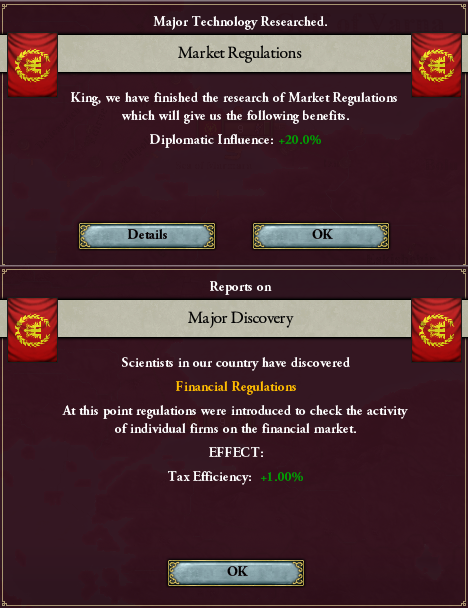 Major Technology Researched.
Market Regulations
King, we have finished the research of Market Regulations
which will give us the following benefits.
Diplomatic Influence: +20.0%
Details
OK
Reports on
Major Discovery
Scientists in our country have discovered
Financial Regulations
At this point regulations were introduced to check the activity
of individual firms on the financial market.
EFFECT:
Tax Efficiency: +1.00%
OK